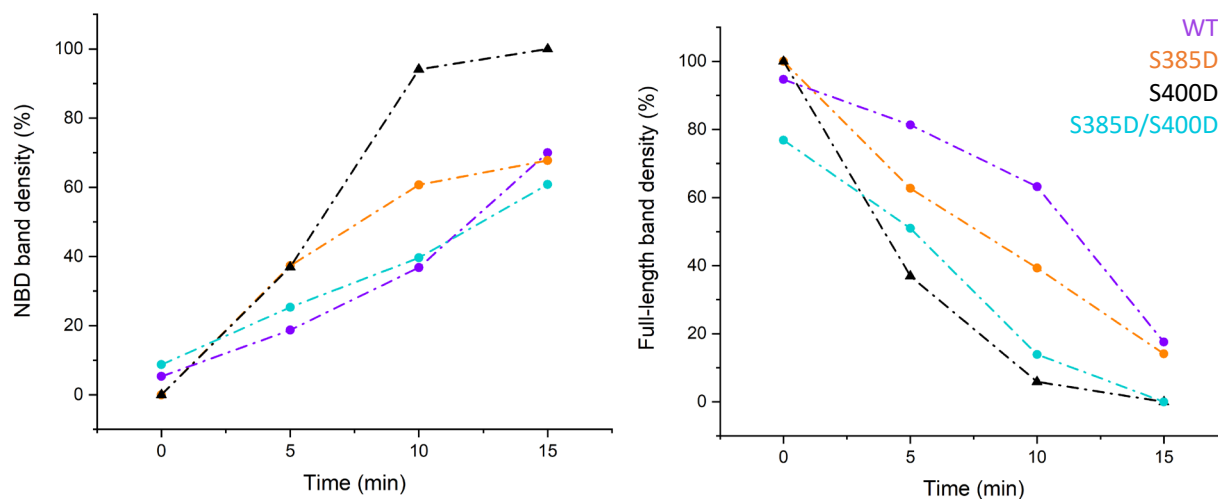 NBD band density (%)
100
80
60
40
20
0
0 5 10 15
Time (min)
Full-length band density (%)
100
80
60
40
20
0
0 5 10 15
Time (min)
WT
S385D
S400D
S385D/S400D